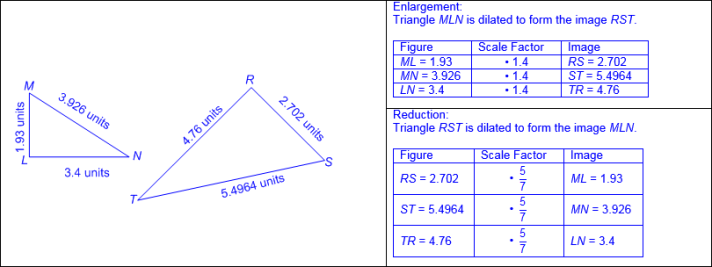 M
3.926 units
1.93 units
L
N
3.4 units
R
2.702 units
4.76 units
S
5.4964 units
T
Enlargement:
Triangle MLN is dilated to form the image RST.
Figure Scale Factor Image
ML = 1.93 • 1.4 RS = 2.702
MN = 3.926 • 1.4 ST = 5.4964
LN = 3.4 • 1.4 TR = 4.76
Reduction:
Triangle RST is dilated to form the image MLN.
Figure Scale Factor Image
RS = 2.702 • 5/7 ML = 1.93
ST = 5.4964 • 5/7 MN = 3.926
TR = 4.76 • 5/7 LN = 3.4